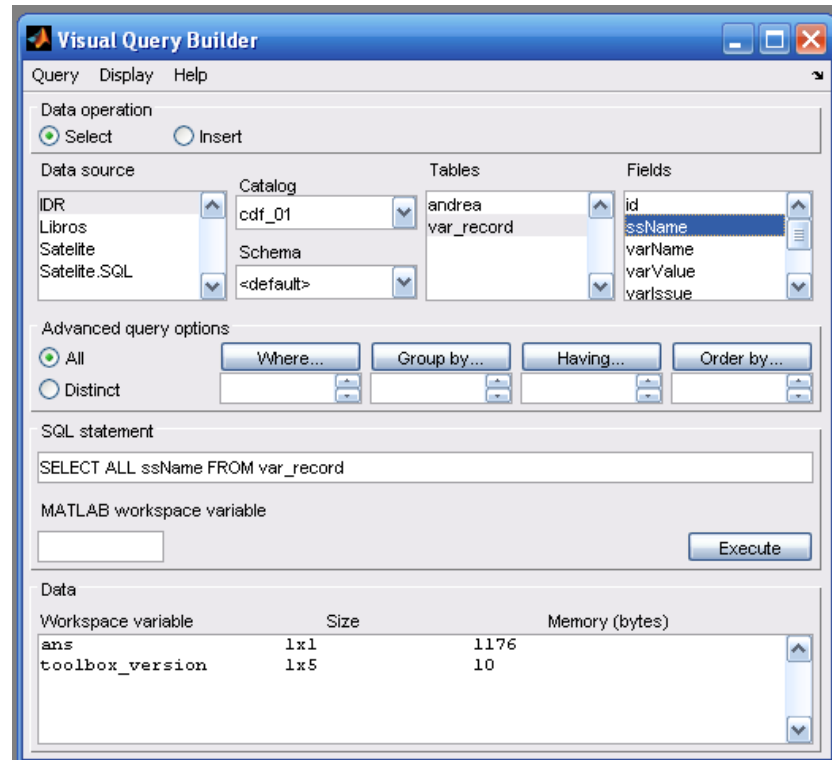 Visual Query Builder
Query Display Help
Data operation
Select Insert
Data source Catalog Tables Fields
IDR
Libros
Satelite
Satelite.SQL
cdf_01
Schema
<default>
andrea
var_record
id
ssName
varName
varValue
varIssue
Advanced query options
All Where... Group by... Having... Order by...
Distinct
SQL statement
SELECT ALL ssName FROM var_record
MATLAB workspace variable
Execute
Data
Workspace variable Size Memory (bytes)
ans 1x1 1176
toolbox_version 1x5 10